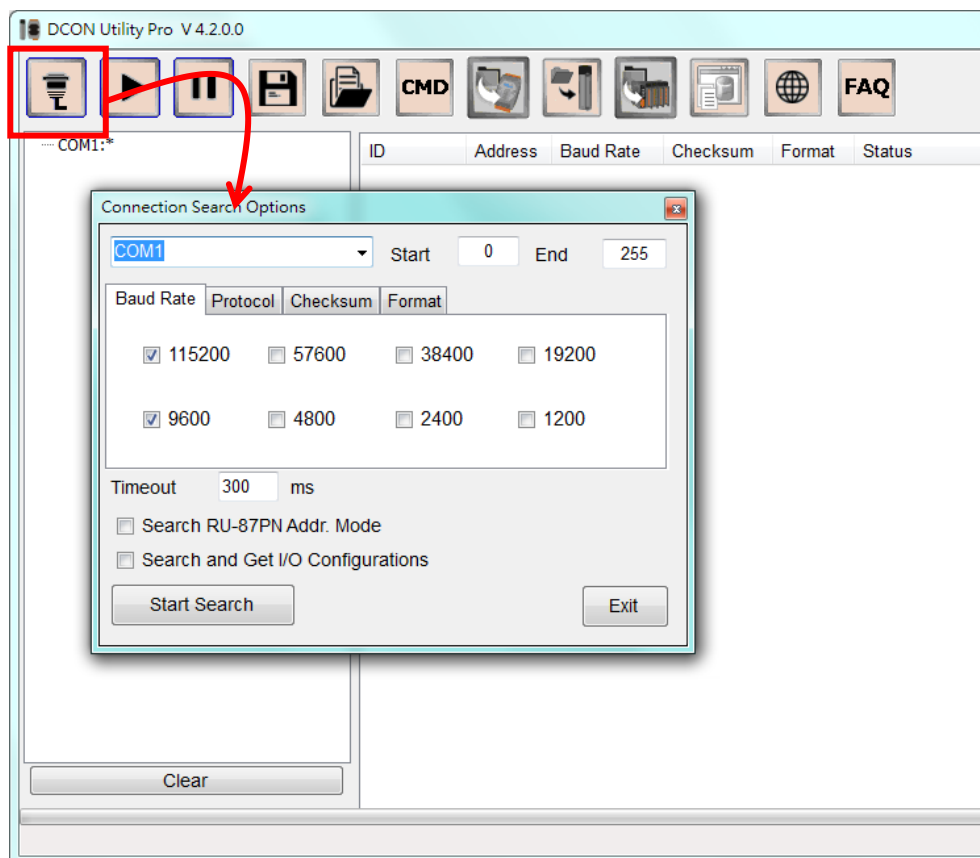 DCON Utility Pro V 4.2.0.0
CMD FAQ
COM1:*
ID Address Baud Rate Checksum Format Status
Connection Search Options
COM1 Start 0 End 255
Baud Rate Protocol Checksum Format
115200 57600 38400 19200
9600 4800 2400 1200
Timeout 300 ms
Search RU-87PN Addr. Mode
Search and Get I/O Configurations
Start Search Exit
Clear